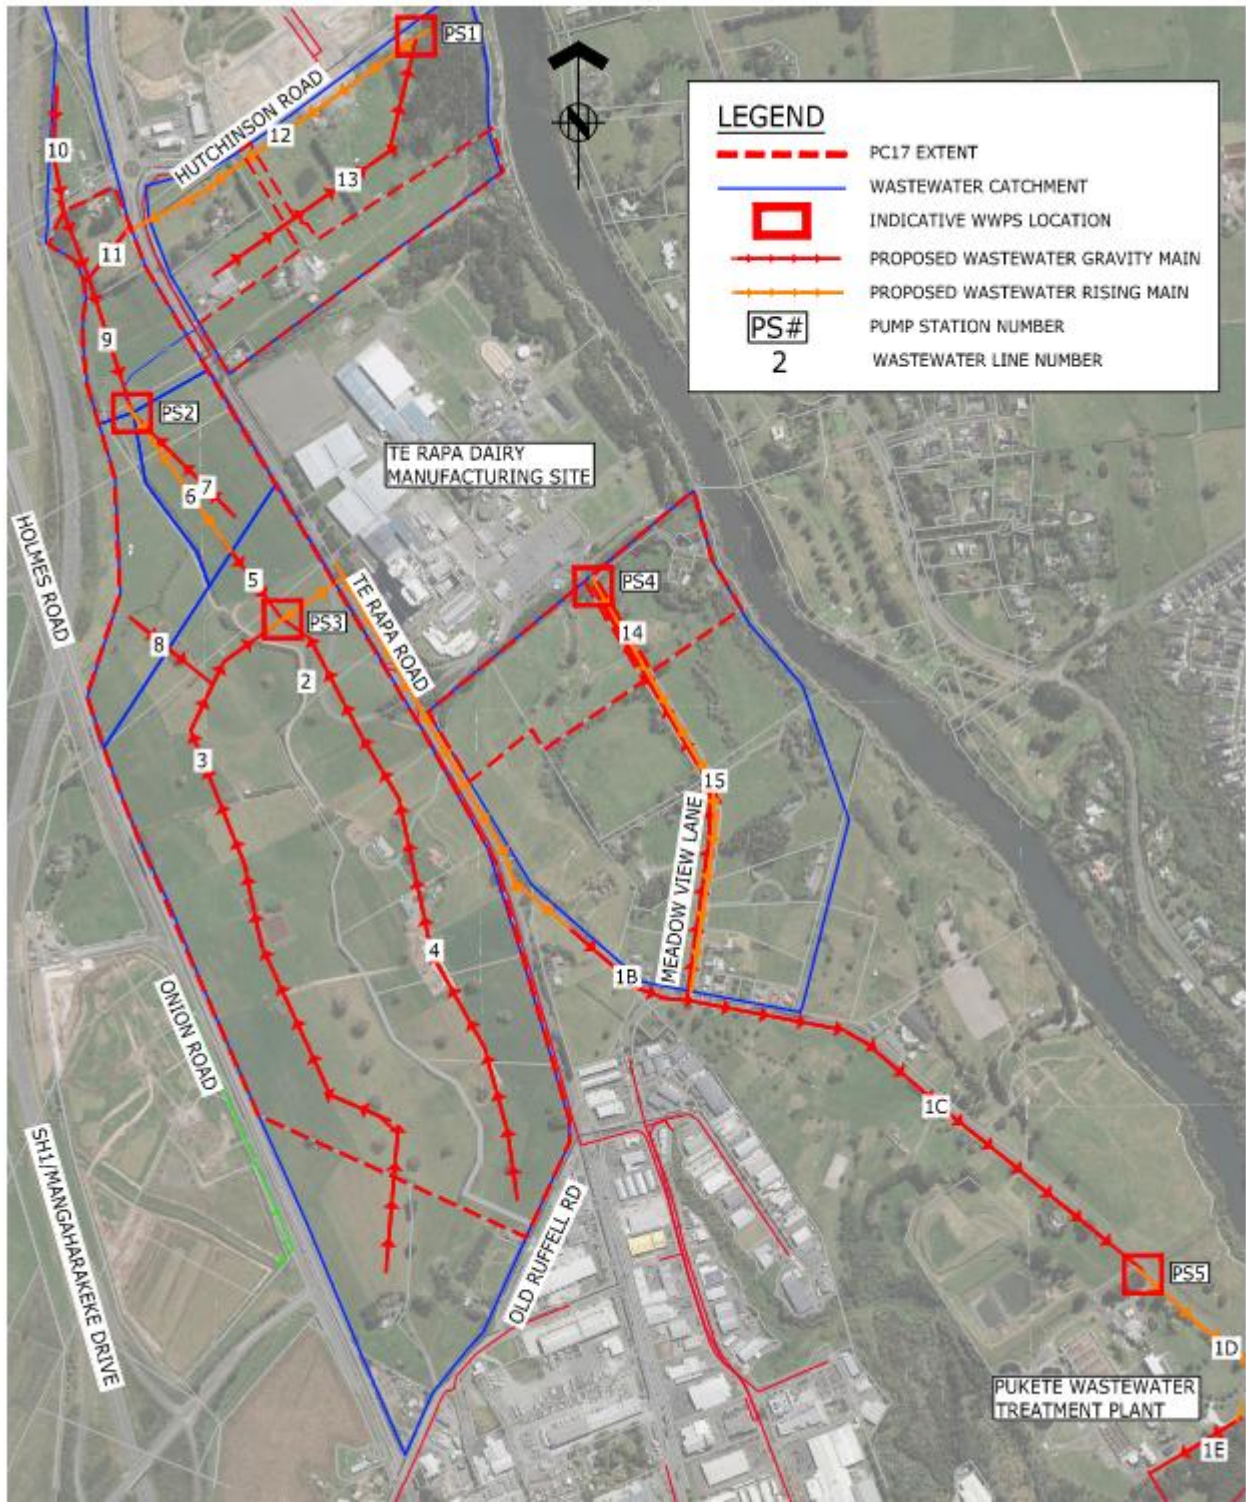 PS1
HUTCHINSON ROAD
12
10
13
11
9
PS2
LEGEND
PC17 EXTENT
WASTEWATER CATCHMENT
INDICATIVE WWPS LOCATION
PROPOSED WASTEWATER GRAVITY MAIN
PROPOSED WASTEWATER RISING MAIN
PS# PUMP STATION NUMBER
2 WASTEWATER LINE NUMBER
TE RAPA DAIRY
MANUFACTURING SITE
7
6
HOLMES ROAD
5
PS3
TE RAPA ROAD
PS4
8
14
2
3
15
MEADOW VIEW LANE
4
1B
ONION ROAD
1C
SH1/MANGAHARAKEKE DRIVE
OLD RUFFELL RD
PS5
1D
PUKETE WASTEWATER
TREATMENT PLANT
1E